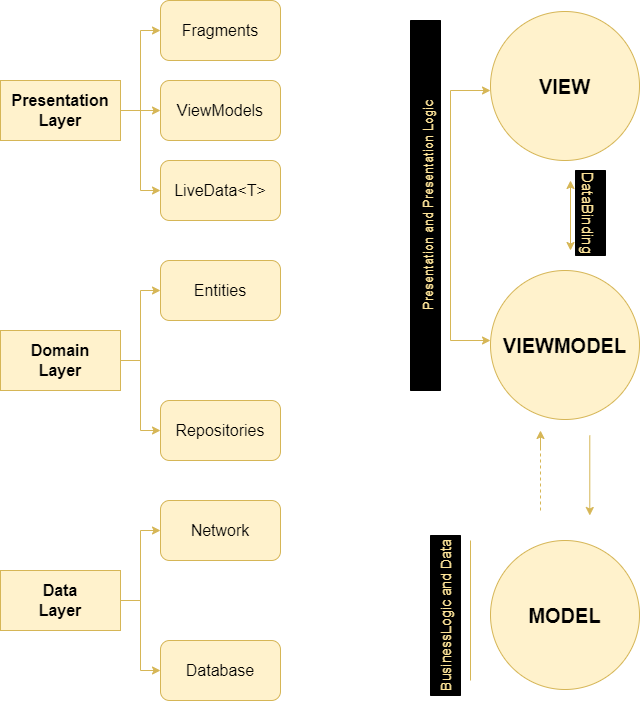 Fragments
Presentation
Layer
ViewModels
LiveData<T>
Entities
Domain
Layer
Repositories
Network
Data
Layer
Database
Presentation and Presentation Logic
VIEW
DataBinding
VIEWMODEL
BusinessLogic and Data
MODEL